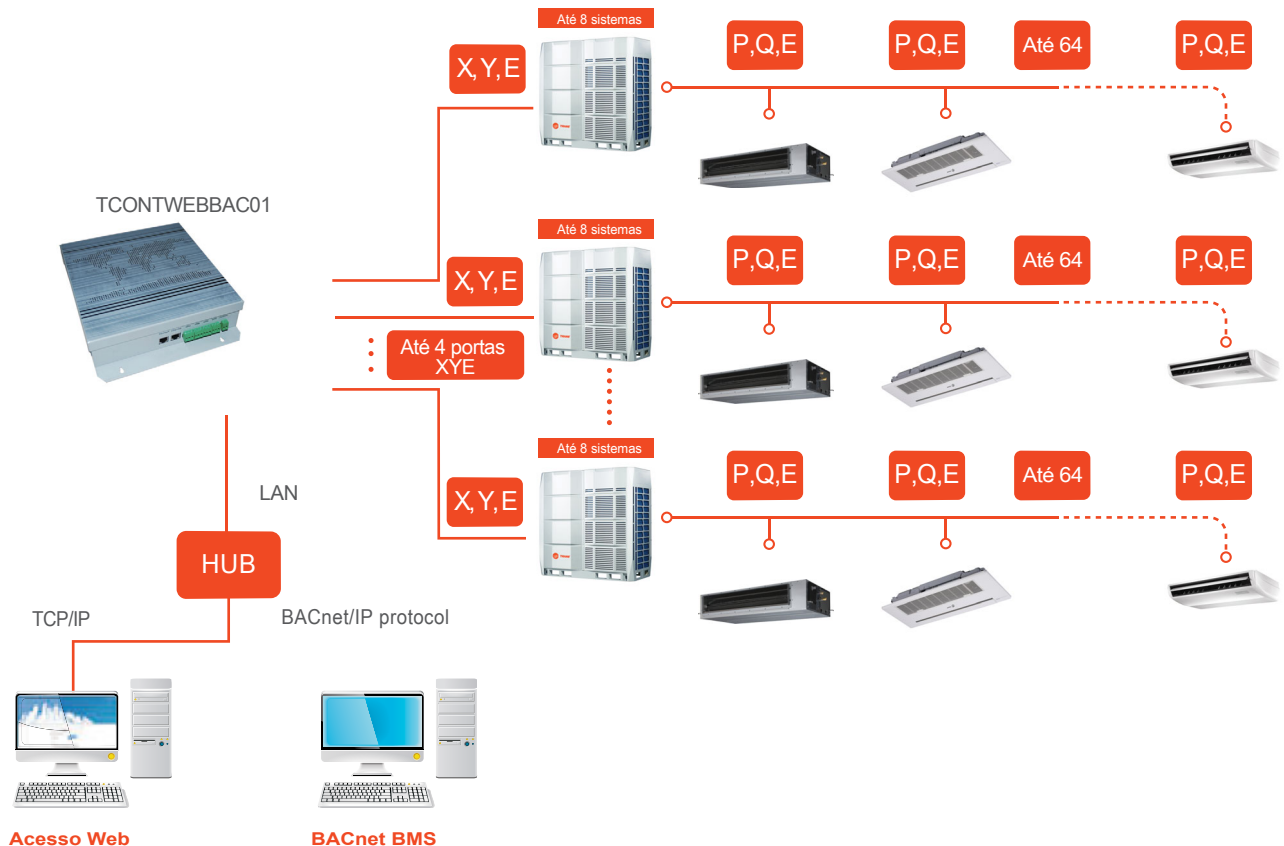 Até 8 sistemas
P,Q,E
P,Q,E
Até 64
P,Q,E
X,Y,E
TCONTWEBBAC01
Até 8 sistemas
P,Q,E
P,Q,E
Até 64
P,Q,E
X,Y,E
Até 4 portas
XYE
Até 8 sistemas
P,Q,E
P,Q,E
Até 64
P,Q,E
X,Y,E
LAN
HUB
TCP/IP
BACnet/IP protocol
Acesso Web
BACnet BMS